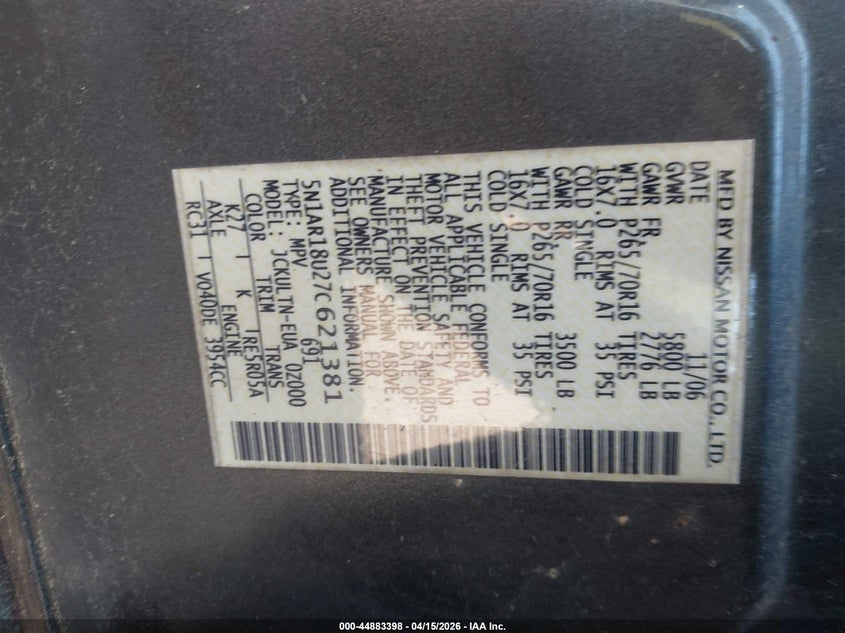 MFD BY NISSAN MOTOR CO., LTD.
DATE 11/06
GVWR 5800 LB
GAWR FR. 2776 LB
WITH P265/70R16 TIRES
16X7.0 RIMS AT 35 PSI
COLD SINGLE
GAWR RR. 3500 LB
WITH P265/70R16 TIRES
16X7.0 RIMS AT 35 PSI
COLD SINGLE
THIS VEHICLE CONFORMS TO
ALL APPLICABLE FEDERAL
MOTOR VEHICLE SAFETY AND
THEFT PREVENTION STANDARDS
IN EFFECT ON THE DATE OF
MANUFACTURE SHOWN ABOVE.
SEE OWNERS MANUAL FOR
ADDITIONAL INFORMATION.
5N1AR18U27C621381
TYPE: MPV 691
MODEL: JCKULTN-EUA 02000
COLOR TRIM TRANS
K27 K RE5R05A
AXLE ENGINE
RC31 VQ40DE 3954CC
000-44883398 - 04/15/2026 - IAA Inc.